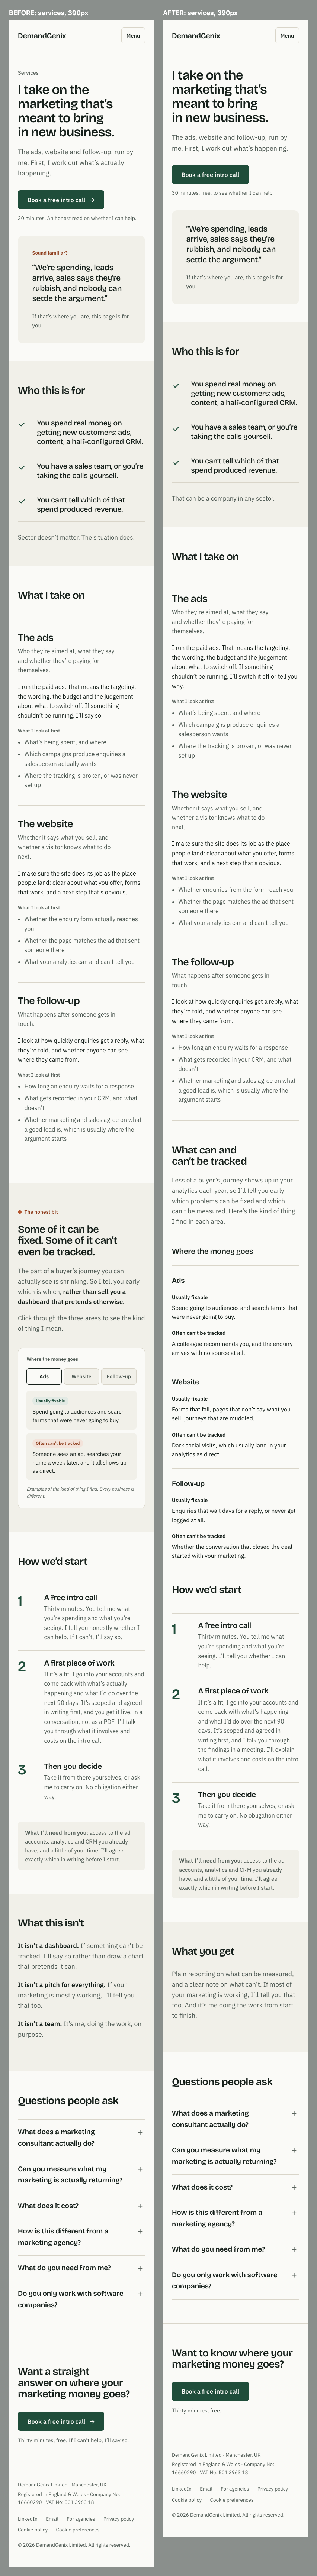 BEFORE: services, 390px
DemandGenix
Menu
Services
I take on the
marketing that's
meant to bring
in new business.
The ads, website and follow-up, run by
me. First, I work out what's actually
happening.
Book a free intro call →
30 minutes. An honest read on whether I can help.
Sound familiar?
"We're spending, leads
arrive, sales says they're
rubbish, and nobody can
settle the argument."
If that's where you are, this page is for
you.
Who this is for
You spend real money on
getting new customers: ads,
content, a half-configured CRM.
You have a sales team, or you're
taking the calls yourself.
You can't tell which of that
spend produced revenue.
Sector doesn't matter. The situation does.
What I take on
The ads
Who they're aimed at, what they say,
and whether they're paying for
themselves.
I run the paid ads. That means the targeting,
the wording, the budget and the judgement
about what to switch off. If something
shouldn't be running, I'll say so.
What I look at first
• What's being spent, and where
• Which campaigns produce enquiries a
salesperson actually wants
• Where the tracking is broken, or was never
set up
The website
Whether it says what you sell, and
whether a visitor knows what to do
next.
I make sure the site does its job as the place
people land: clear about what you offer, forms
that work, and a next step that's obvious.
What I look at first
• Whether the enquiry form actually reaches
you
• Whether the page matches the ad that sent
someone there
• What your analytics can and can't tell you
The follow-up
What happens after someone gets in
touch.
I look at how quickly enquiries get a reply, what
they're told, and whether anyone can see
where they came from.
What I look at first
• How long an enquiry waits for a response
• What gets recorded in your CRM, and what
doesn't
• Whether marketing and sales agree on what
a good lead is, which is usually where the
argument starts
The honest bit
Some of it can be
fixed. Some of it can't
even be tracked.
The part of a buyer's journey you can
actually see is shrinking. So I tell you early
which is which, rather than sell you a
dashboard that pretends otherwise.
Click through the three areas to see the kind
of thing I mean.
Where the money goes
Ads
Website
Follow-up
Usually fixable
Spend going to audiences and search
terms that were never going to buy.
Often can't be tracked
Someone sees an ad, searches your
name a week later, and it all shows up
as direct.
Examples of the kind of thing I find. Every business is
different.
How we'd start
1
A free intro call
Thirty minutes. You tell me what
you're spending and what you're
seeing. I tell you honestly whether I
can help. If I can't, I'll say so.
2
A first piece of work
If it's a fit, I go into your accounts and
come back with what's actually
happening and what I'd do over the
next 90 days. It's scoped and agreed
in writing first, and you get it live, in a
conversation, not as a PDF. I'll talk
you through what it involves and
costs on the intro call.
3
Then you decide
Take it from there yourselves, or ask
me to carry on. No obligation either
way.
What I'll need from you: access to the ad
accounts, analytics and CRM you already
have, and a little of your time. I'll agree
exactly which in writing before I start.
What this isn't
It isn't a dashboard. If something can't be
tracked, I'll say so rather than draw a chart
that pretends it can.
It isn't a pitch for everything. If your
marketing is mostly working, I'll tell you
that too.
It isn't a team. It's me, doing the work, on
purpose.
Questions people ask
What does a marketing
consultant actually do?
+
Can you measure what my
marketing is actually returning?
+
What does it cost?
+
How is this different from a
marketing agency?
+
What do you need from me?
+
Do you only work with software
companies?
+
Want a straight
answer on where your
marketing money goes?
Book a free intro call →
Thirty minutes, free. If I can't help, I'll say so.
DemandGenix Limited · Manchester, UK
Registered in England & Wales · Company No:
16660290 · VAT No: 501 3963 18
LinkedIn Email For agencies Privacy policy
Cookie policy Cookie preferences
© 2026 DemandGenix Limited. All rights reserved.
AFTER: services, 390px
DemandGenix
Menu
I take on the
marketing that's
meant to bring
in new business.
The ads, website and follow-up, run by
me. First, I work out what's happening.
Book a free intro call
30 minutes, free, to see whether I can help.
"We're spending, leads
arrive, sales says they're
rubbish, and nobody can
settle the argument."
If that's where you are, this page is for
you.
Who this is for
You spend real money on
getting new customers: ads,
content, a half-configured CRM.
You have a sales team, or you're
taking the calls yourself.
You can't tell which of that
spend produced revenue.
That can be a company in any sector.
What I take on
The ads
Who they're aimed at, what they say,
and whether they're paying for
themselves.
I run the paid ads. That means the targeting,
the wording, the budget and the judgement
about what to switch off. If something
shouldn't be running, I'll switch it off or tell you
why.
What I look at first
• What's being spent, and where
• Which campaigns produce enquiries a
salesperson wants
• Where the tracking is broken, or was never
set up
The website
Whether it says what you sell, and
whether a visitor knows what to do
next.
I make sure the site does its job as the place
people land: clear about what you offer, forms
that work, and a next step that's obvious.
What I look at first
• Whether enquiries from the form reach you
• Whether the page matches the ad that sent
someone there
• What your analytics can and can't tell you
The follow-up
What happens after someone gets in
touch.
I look at how quickly enquiries get a reply, what
they're told, and whether anyone can see
where they came from.
What I look at first
• How long an enquiry waits for a response
• What gets recorded in your CRM, and what
doesn't
• Whether marketing and sales agree on what
a good lead is, which is usually where the
argument starts
What can and
can't be tracked
Less of a buyer's journey shows up in your
analytics each year, so I'll tell you early
which problems can be fixed and which
can't be measured. Here's the kind of thing
I find in each area.
Where the money goes
Ads
Usually fixable
Spend going to audiences and search terms that
were never going to buy.
Often can't be tracked
A colleague recommends you, and the enquiry
arrives with no source at all.
Website
Usually fixable
Forms that fail, pages that don't say what you
sell, journeys that are muddled.
Often can't be tracked
Dark social visits, which usually land in your
analytics as direct.
Follow-up
Usually fixable
Enquiries that wait days for a reply, or never get
logged at all.
Often can't be tracked
Whether the conversation that closed the deal
started with your marketing.
How we'd start
1
A free intro call
Thirty minutes. You tell me what
you're spending and what you're
seeing, and I tell you whether I can
help.
2
A first piece of work
If it's a fit, I go into your accounts and
come back with what's happening
and what I'd do over the next 90
days. It's scoped and agreed in
writing first, and I talk you through
the findings in a meeting. I'll explain
what it involves and costs on the intro
call.
3
Then you decide
Take it from there yourselves, or ask
me to carry on. No obligation either
way.
What I'll need from you: access to the ad
accounts, analytics and CRM you already
have, and a little of your time. I'll agree
exactly which in writing before I start.
What you get
Plain reporting on what can be measured,
and a clear note on what can't. If most of
your marketing is working, I'll tell you that
too. And it's me doing the work from start
to finish.
Questions people ask
What does a marketing
consultant actually do?
+
Can you measure what my
marketing is actually returning?
+
What does it cost?
+
How is this different from a
marketing agency?
+
What do you need from me?
+
Do you only work with software
companies?
+
Want to know where your
marketing money goes?
Book a free intro call
Thirty minutes, free.
DemandGenix Limited · Manchester, UK
Registered in England & Wales · Company No:
16660290 · VAT No: 501 3963 18
LinkedIn Email For agencies Privacy policy
Cookie policy Cookie preferences
© 2026 DemandGenix Limited. All rights reserved.